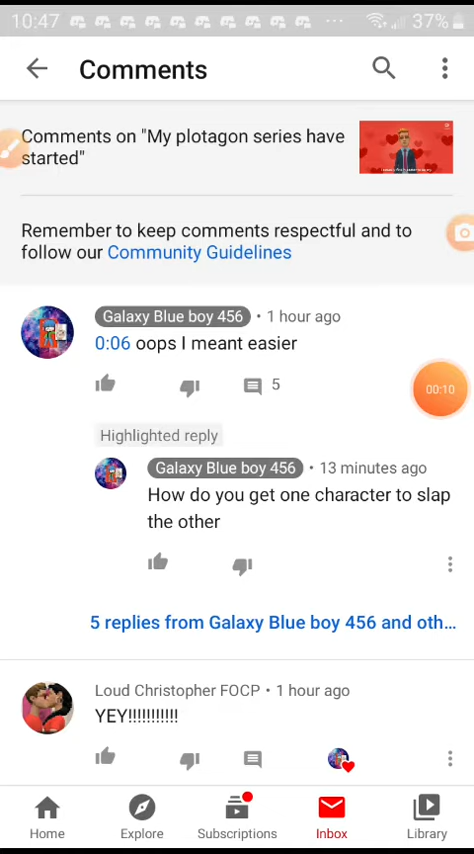 10:47
37%
Comments
Comments on "My plotagon series have
started"
Remember to keep comments respectful and to
follow our Community Guidelines
Galaxy Blue boy 456 • 1 hour ago
0:06 oops I meant easier
5
00:10
Highlighted reply
Galaxy Blue boy 456 • 13 minutes ago
How do you get one character to slap
the other
5 replies from Galaxy Blue boy 456 and oth...
Loud Christopher FOCP • 1 hour ago
YEY!!!!!!!!!!!
Home
Explore
Subscriptions
Inbox
Library